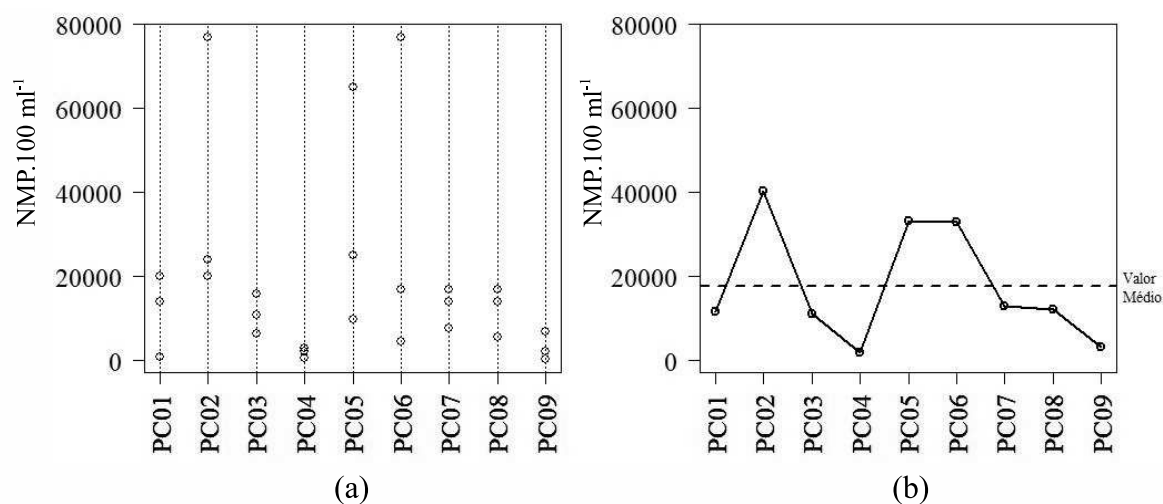 NMP.100 ml-1
80000
60000
40000
20000
0
PC01
PC02
PC03
PC04
PC05
PC06
PC07
PC08
PC09
(a)
NMP.100 ml-1
80000
60000
40000
20000
0
Valor
Médio
PC01
PC02
PC03
PC04
PC05
PC06
PC07
PC08
PC09
(b)